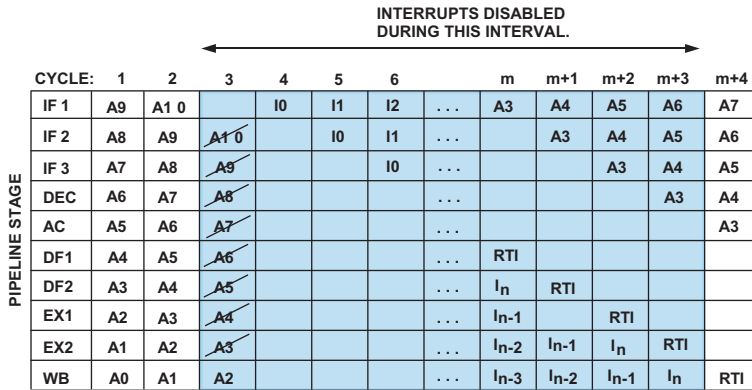 INTERRUPTS DISABLED
DURING THIS INTERVAL.
CYCLE: 1 2 3 4 5 6 m m+1 m+2 m+3 m+4
PIPELINE STAGE
IF 1 A9 A1 0 I0 I1 I2 . . . A3 A4 A5 A6 A7
IF 2 A8 A9 A1 0 I0 I1 . . . A3 A4 A5 A6
IF 3 A7 A8 A9 I0 . . . A3 A4 A5
DEC A6 A7 A8 . . . A3 A4
AC A5 A6 A7 . . . A3
DF1 A4 A5 A6 . . . RTI
DF2 A3 A4 A5 . . . In RTI
EX1 A2 A3 A4 . . . In-1 RTI
EX2 A1 A2 A3 . . . In-2 In-1 In RTI
WB A0 A1 A2 . . . In-3 In-2 In-1 In RTI